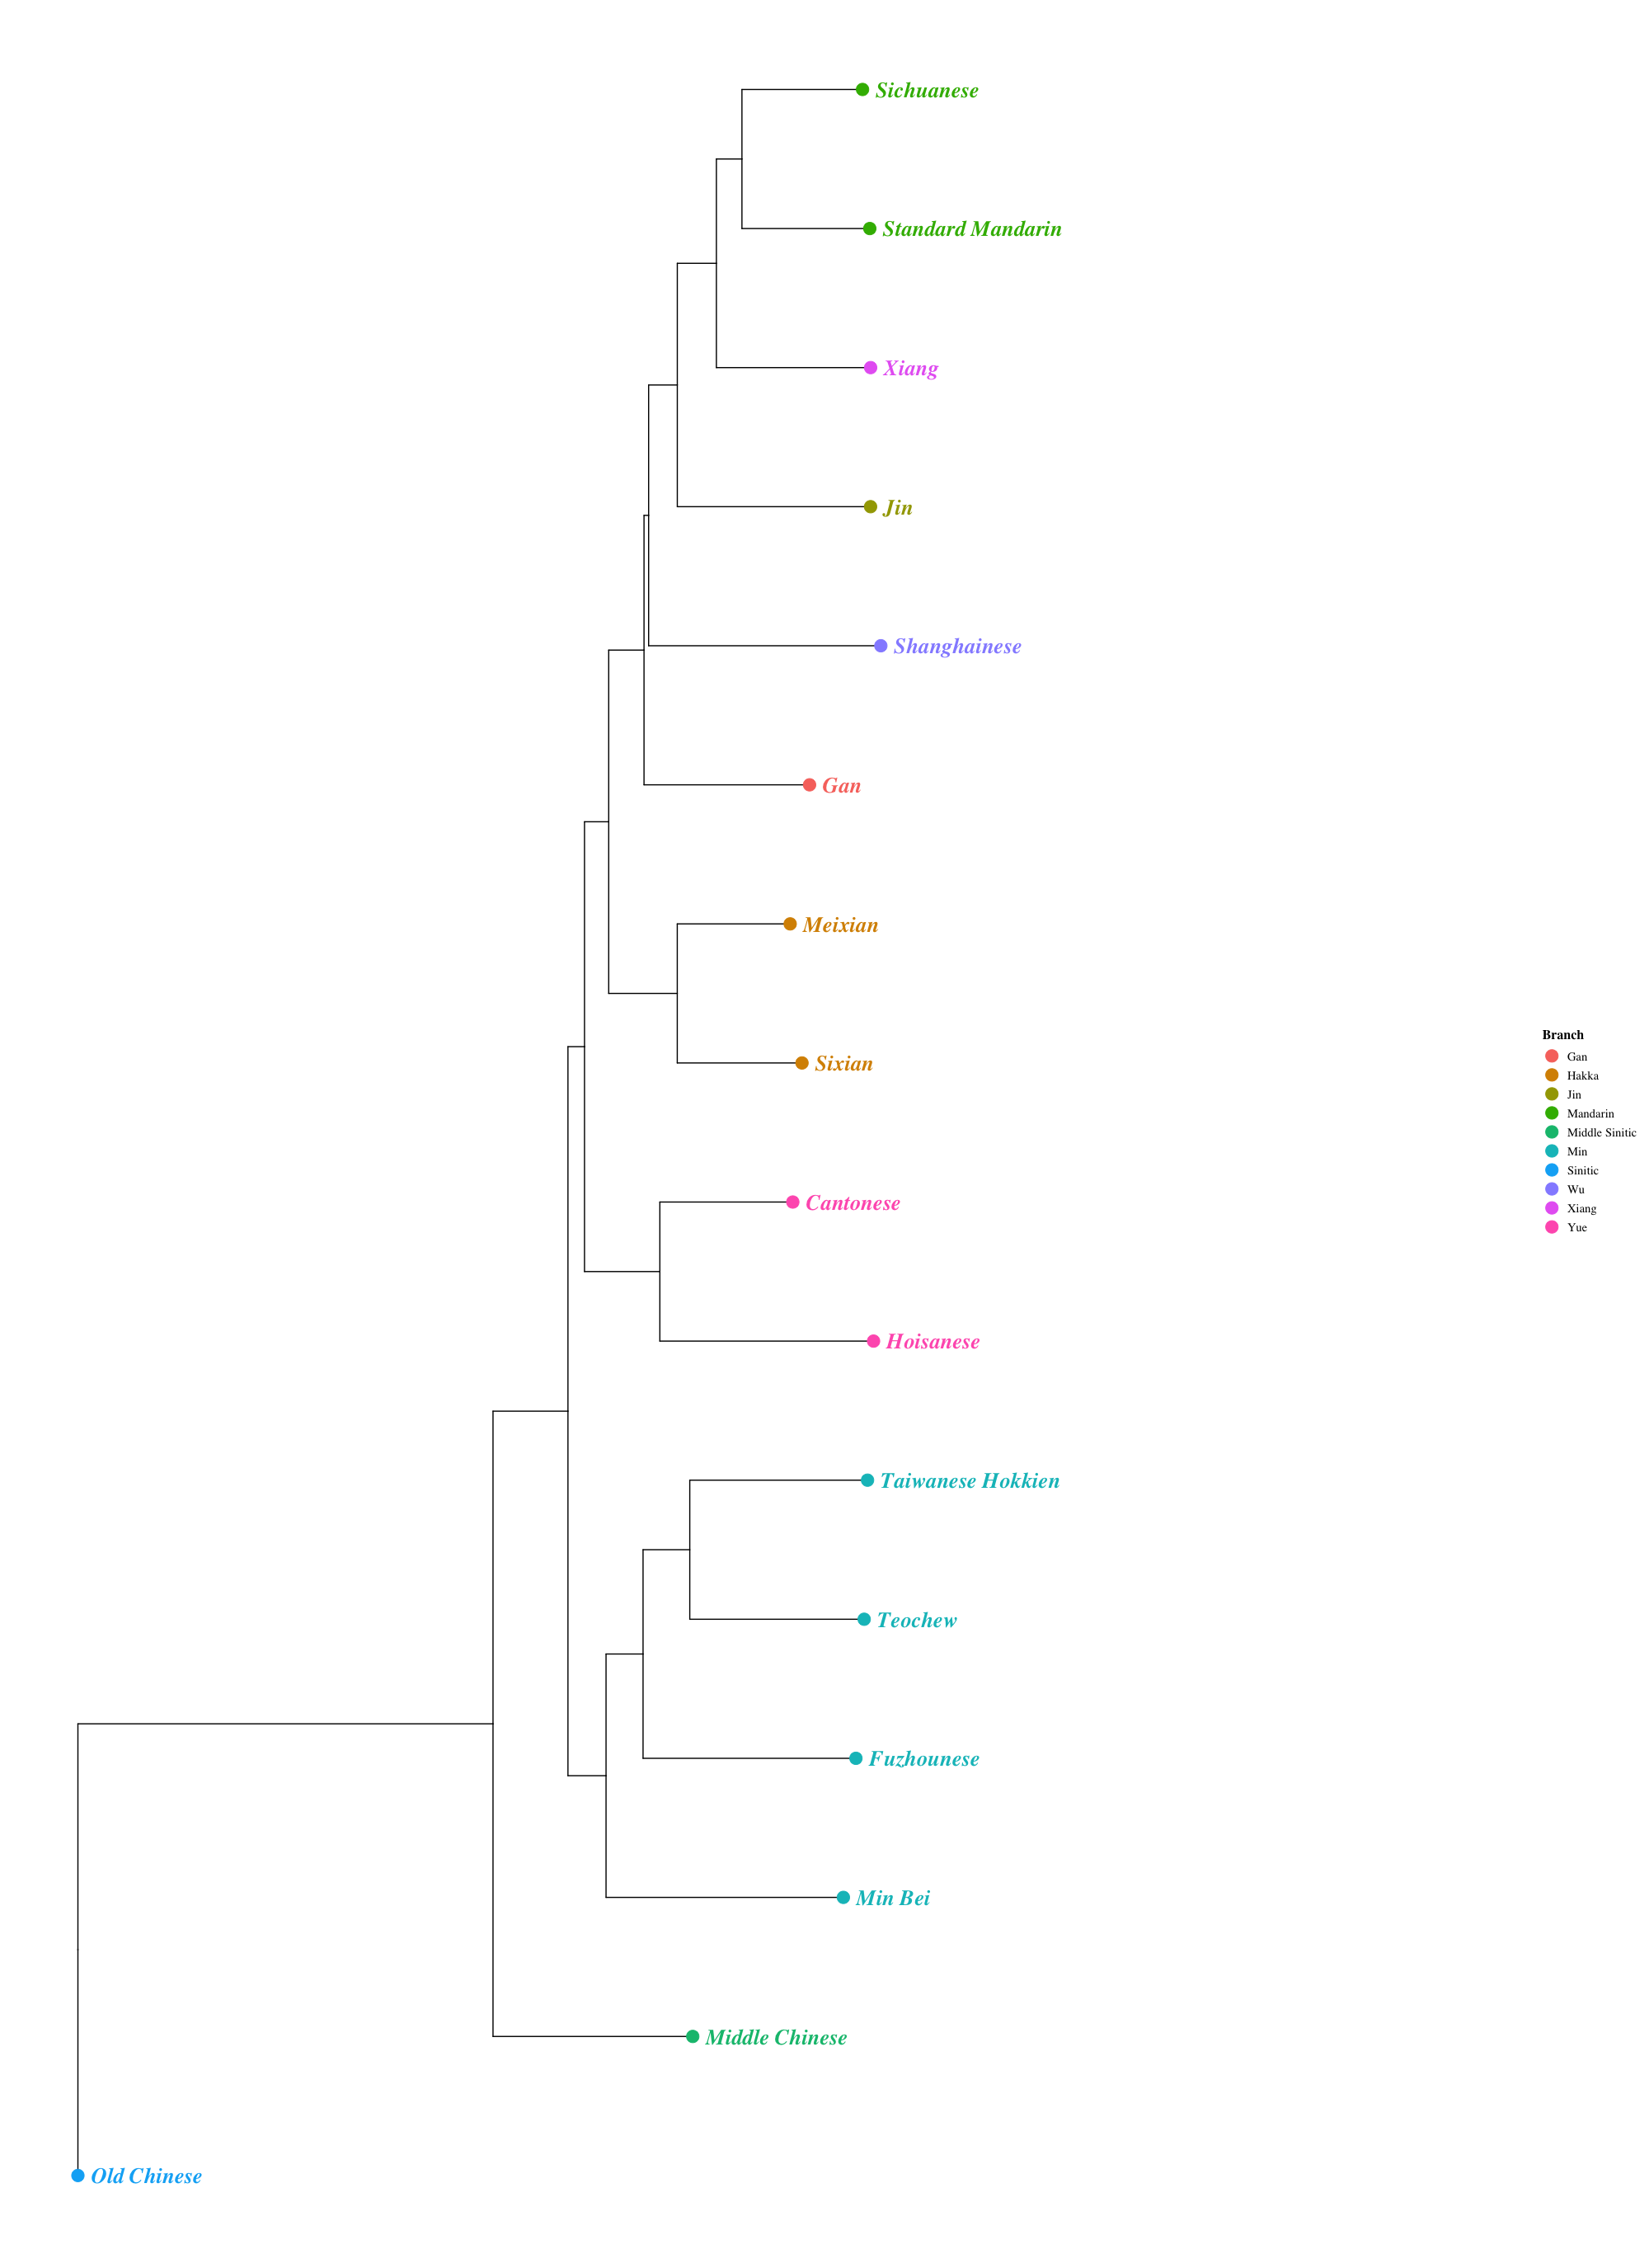 Sichuanese
Standard Mandarin
Xiang
Jin
Shanghainese
Gan
Meixian
Sixian
Cantonese
Hoisanese
Taiwanese Hokkien
Teochew
Fuzhounese
Min Bei
Middle Chinese
Old Chinese
Branch
Gan
Hakka
Jin
Mandarin
Middle Sinitic
Min
Sinitic
Wu
Xiang
Yue